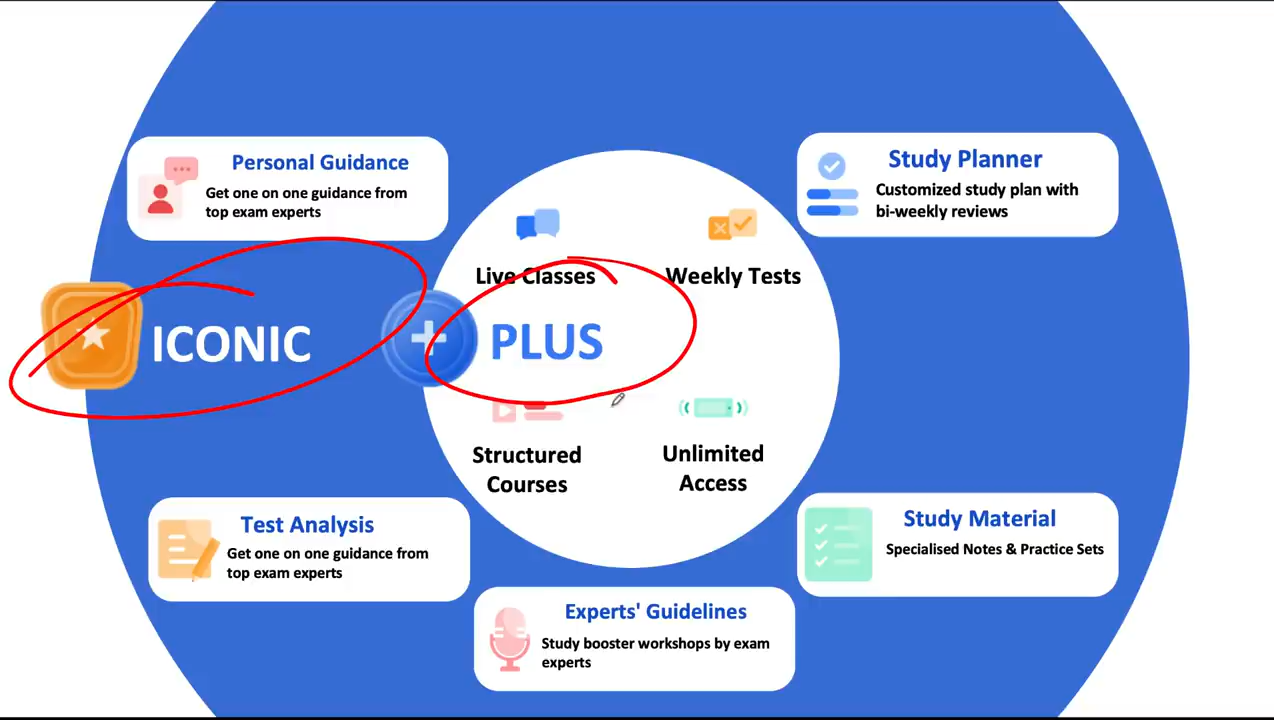 Personal Guidance
Get one on one guidance from
top exam experts
Study Planner
Customized study plan with
bi-weekly reviews
Live Classes
Weekly Tests
ICONIC
PLUS
Structured
Courses
Unlimited
Access
Test Analysis
Get one on one guidance from
top exam experts
Study Material
Specialised Notes & Practice Sets
Experts' Guidelines
Study booster workshops by exam
experts